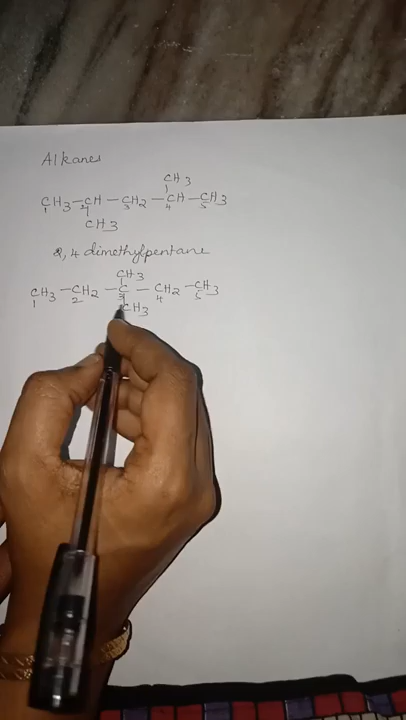 Alkanes
CH3
CH3 — CH — CH2 — CH — CH3
1 2 3 4 5
CH3
2, 4 dimethylpentane
CH3
CH3 — CH2 — C — CH2 — CH3
1 2 3 4 5
CH3